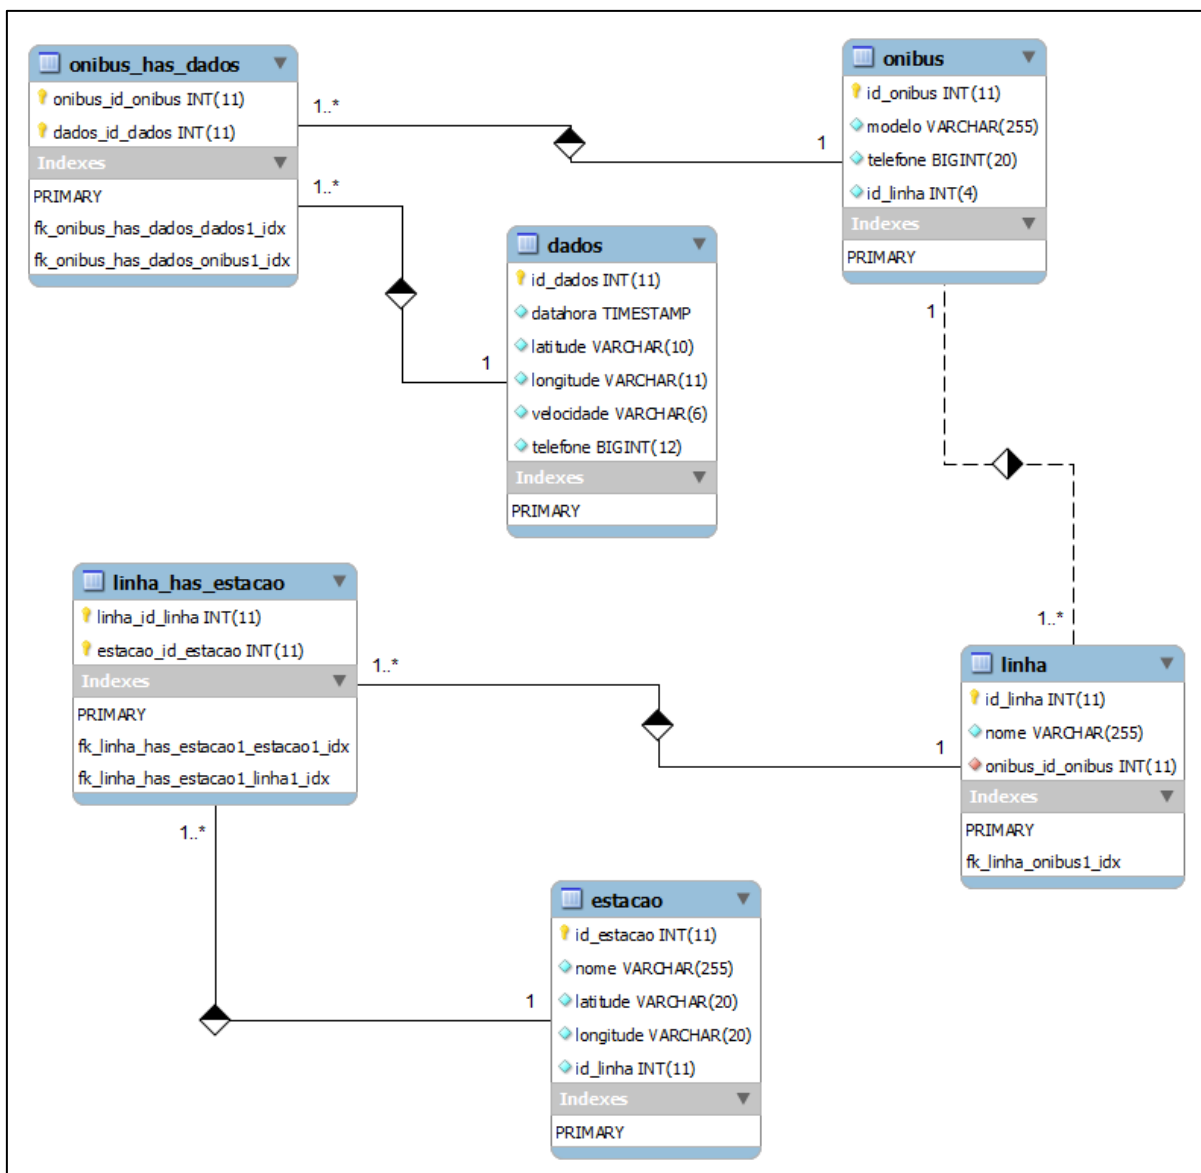 onibus_has_dados
onibus_id_onibus INT(11)
dados_id_dados INT(11)
Indexes
PRIMARY
fk_onibus_has_dados_dados1_idx
fk_onibus_has_dados_onibus1_idx
1..*
1
1..*
1
onibus
id_onibus INT(11)
modelo VARCHAR(255)
telefone BIGINT(20)
id_linha INT(4)
Indexes
PRIMARY
dados
id_dados INT(11)
datahora TIMESTAMP
latitude VARCHAR(10)
longitude VARCHAR(11)
velocidade VARCHAR(6)
telefone BIGINT(12)
Indexes
PRIMARY
1
1..*
linha_has_estacao
linha_id_linha INT(11)
estacao_id_estacao INT(11)
Indexes
PRIMARY
fk_linha_has_estacao1_estacao1_idx
fk_linha_has_estacao1_linha1_idx
1..*
1
linha
id_linha INT(11)
nome VARCHAR(255)
onibus_id_onibus INT(11)
Indexes
PRIMARY
fk_linha_onibus1_idx
1..*
1
estacao
id_estacao INT(11)
nome VARCHAR(255)
latitude VARCHAR(20)
longitude VARCHAR(20)
id_linha INT(11)
Indexes
PRIMARY